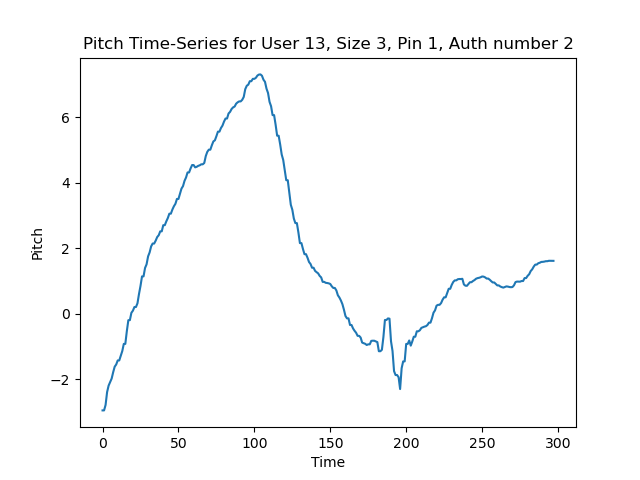 Pitch Time-Series for User 13, Size 3, Pin 1, Auth number 2
6
4
2
0
−2
Pitch
0 50 100 150 200 250 300
Time